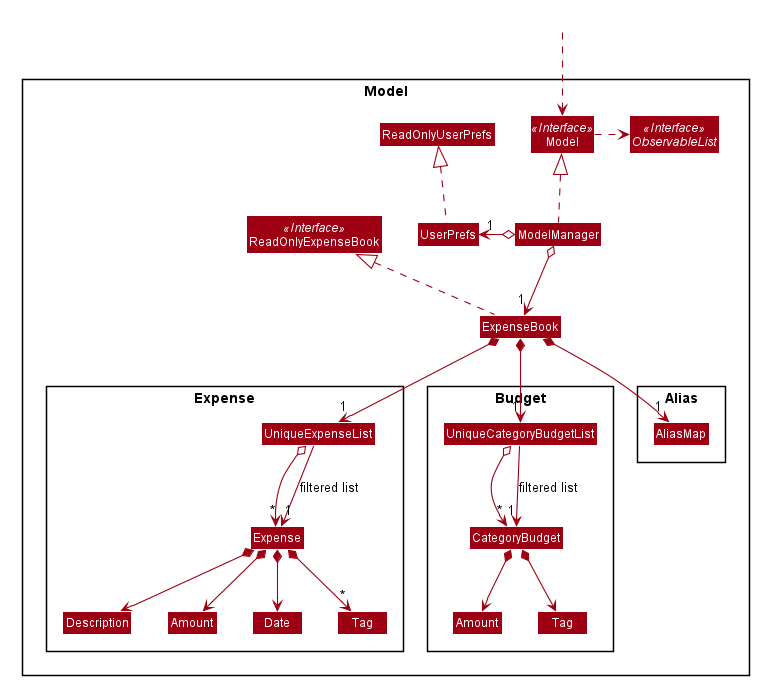 Model
«Interface»
Model
«Interface»
ObservableList
ReadOnlyUserPrefs
«Interface»
ReadOnlyExpenseBook
UserPrefs
1
ModelManager
1
ExpenseBook
Expense
Budget
Alias
1
1
1
UniqueExpenseList
UniqueCategoryBudgetList
AliasMap
filtered list
filtered list
*
1
*
1
Expense
CategoryBudget
*
Description
Amount
Date
Tag
Amount
Tag